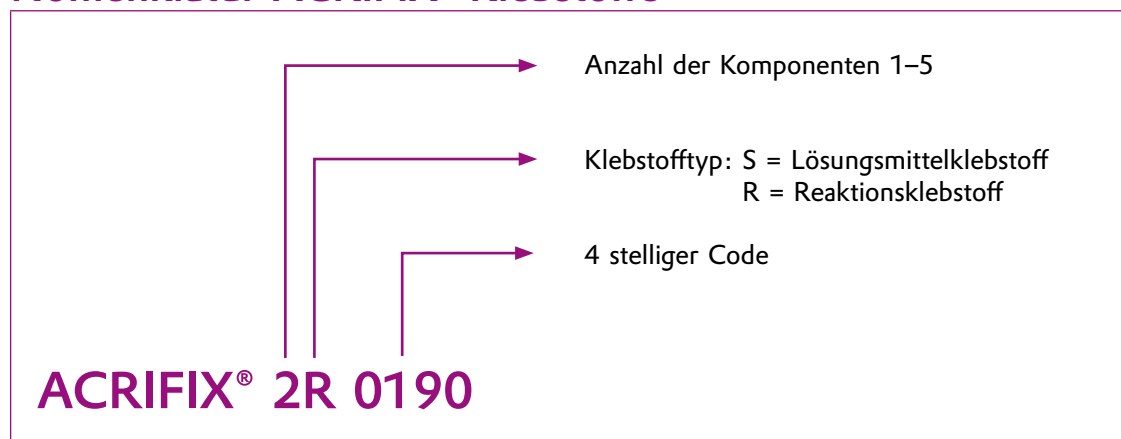 Anzahl der Komponenten 1–5
Klebstofftyp: S = Lösungsmittelklebstoff
R = Reaktionsklebstoff
4 stelliger Code
ACRIFIX® 2R 0190